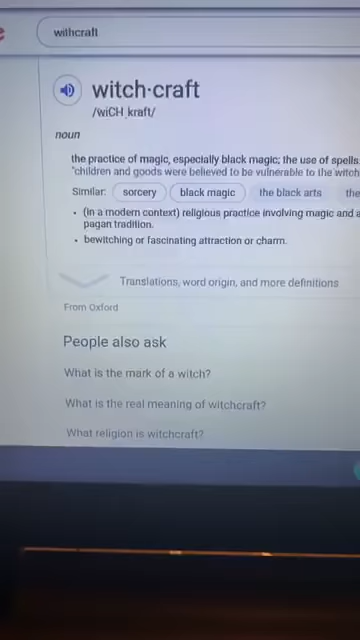 withcraft
witch·craft
/wiCH ˌkraft/
noun
the practice of magic, especially black magic; the use of spells
"children and goods were believed to be vulnerable to the witch
Similar: sorcery black magic the black arts the
• (in a modern context) religious practice involving magic and a
pagan tradition.
• bewitching or fascinating attraction or charm.
Translations, word origin, and more definitions
From Oxford
People also ask
What is the mark of a witch?
What is the real meaning of witchcraft?
What religion is witchcraft?